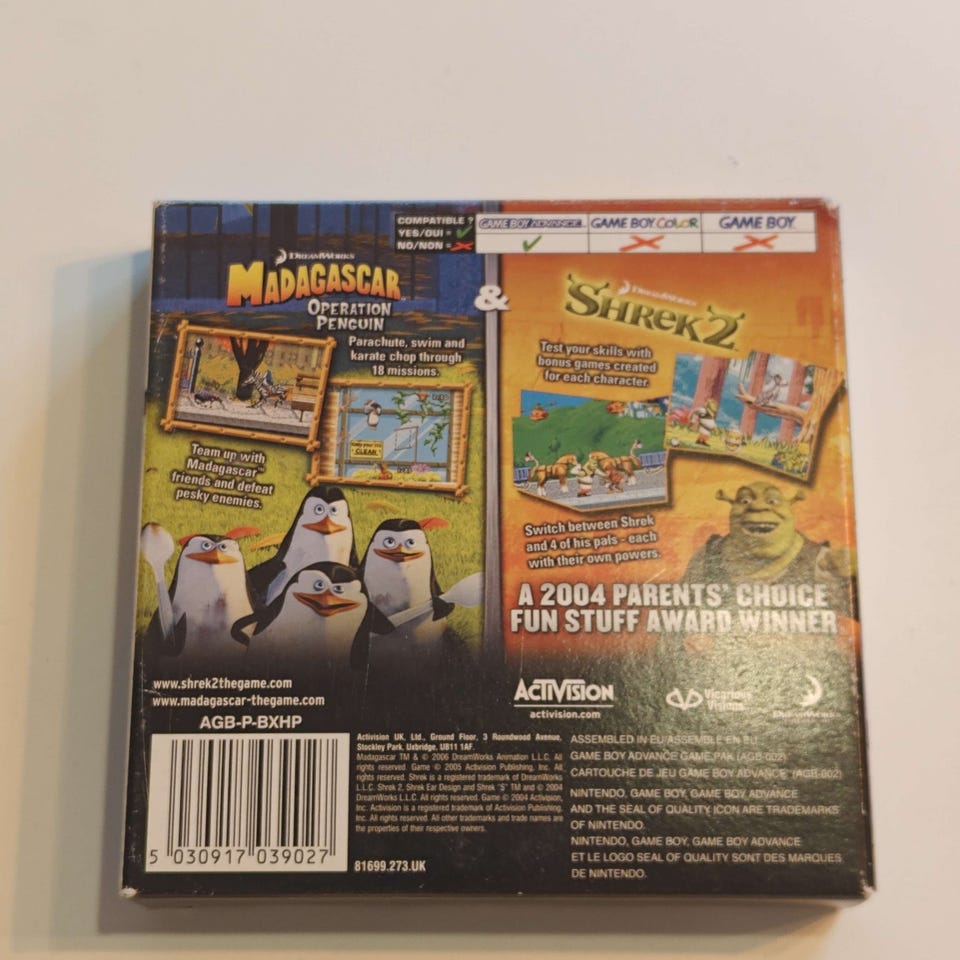 COMPATIBLE ?
YES/OUI = ✓
NO/NON = ✗
GAME BOY ADVANCE
GAME BOY COLOR
GAME BOY
DREAMWORKS
MADAGASCAR
OPERATION
PENGUIN
Parachute, swim and
karate chop through
18 missions.
CLEAR
Team up with
Madagascar™
friends and defeat
pesky enemies.
&
DREAMWORKS
SHREK 2
Test your skills with
bonus games created
for each character.
Switch between Shrek
and 4 of his pals - each
with their own powers.
A 2004 PARENTS' CHOICE
FUN STUFF AWARD WINNER
www.shrek2thegame.com
www.madagascar-thegame.com
AGB-P-BXHP
5 030917 039027
ACTIVISION
activision.com
Vicarious
Visions
DREAMWORKS
Activision UK, Ltd., Ground Floor, 3 Roundwood Avenue,
Stockley Park, Uxbridge, UB11 1AF.
Madagascar TM & © 2006 DreamWorks Animation L.L.C. All
rights reserved. Game © 2005 Activision Publishing, Inc. All
rights reserved. Shrek is a registered trademark of DreamWorks
L.L.C. Shrek 2, Shrek Ear Design and Shrek "S" TM and © 2004
DreamWorks L.L.C. All rights reserved. Game © 2004 Activision,
Inc. Activision is a registered trademark of Activision Publishing,
Inc. All rights reserved. All other trademarks and trade names are
the properties of their respective owners.
81699.273.UK
ASSEMBLED IN EU/ASSEMBLÉ EN EU
GAME BOY ADVANCE GAME PAK (AGB-002)
CARTOUCHE DE JEU GAME BOY ADVANCE (AGB-002)
NINTENDO, GAME BOY, GAME BOY ADVANCE
AND THE SEAL OF QUALITY ICON ARE TRADEMARKS
OF NINTENDO.
NINTENDO, GAME BOY, GAME BOY ADVANCE
ET LE LOGO SEAL OF QUALITY SONT DES MARQUES
DE NINTENDO.